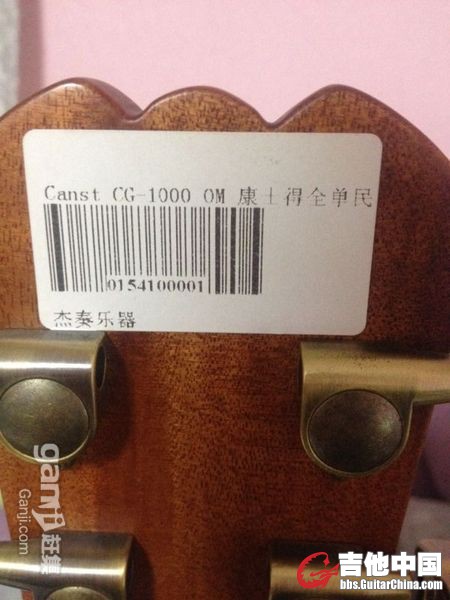 Canst CG-1000 OM 康士得全单民
0154100001
杰奏乐器
ganji
赶集
Ganji.com
吉他中国
bbs.GuitarChina.com